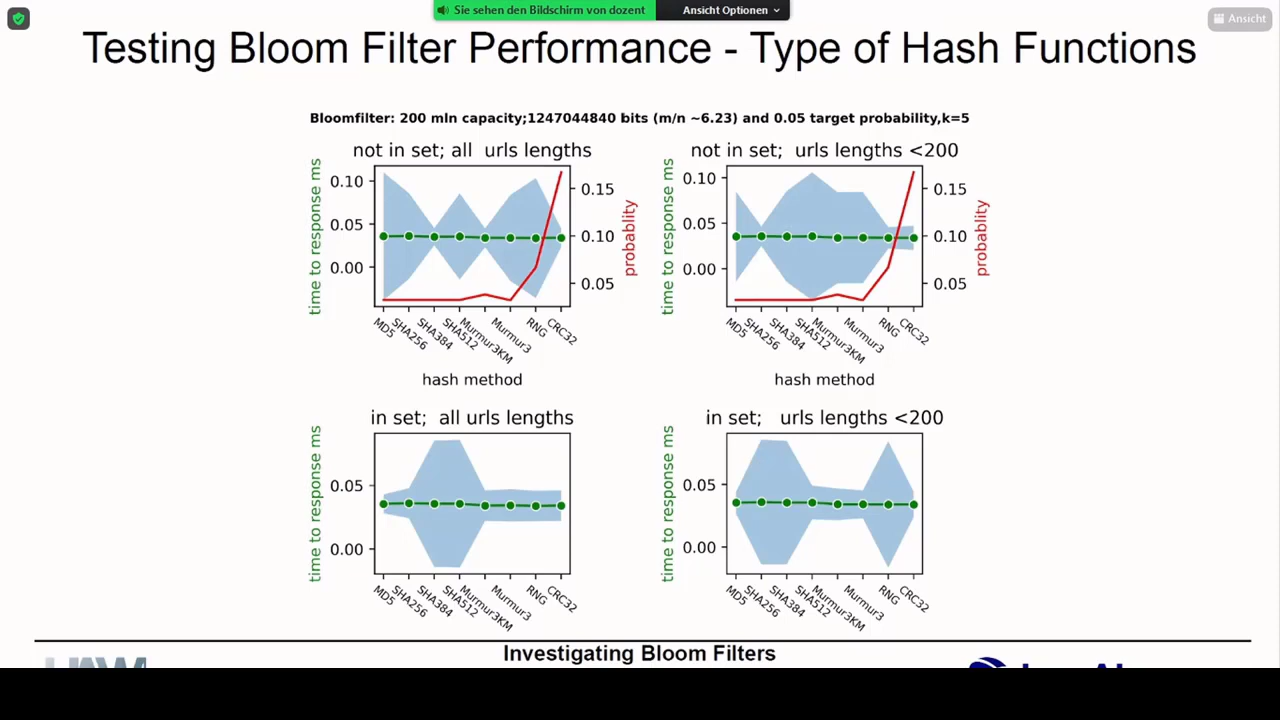 Sie sehen den Bildschirm von dozent
Ansicht Optionen
Ansicht
Testing Bloom Filter Performance - Type of Hash Functions
Bloomfilter: 200 mln capacity;1247044840 bits (m/n ~6.23) and 0.05 target probability,k=5
not in set; all urls lengths
time to response ms
0.10
0.05
0.00
0.15
0.10
0.05
probablity
MD5
SHA256
SHA384
SHA512
Murmur3KM
Murmur3
RNG
CRC32
hash method
not in set; urls lengths <200
time to response ms
0.10
0.05
0.00
0.15
0.10
0.05
probablity
MD5
SHA256
SHA384
SHA512
Murmur3KM
Murmur3
RNG
CRC32
hash method
in set; all urls lengths
time to response ms
0.05
0.00
MD5
SHA256
SHA384
SHA512
Murmur3KM
Murmur3
RNG
CRC32
in set; urls lengths <200
time to response ms
0.05
0.00
MD5
SHA256
SHA384
SHA512
Murmur3KM
Murmur3
RNG
CRC32
Investigating Bloom Filters